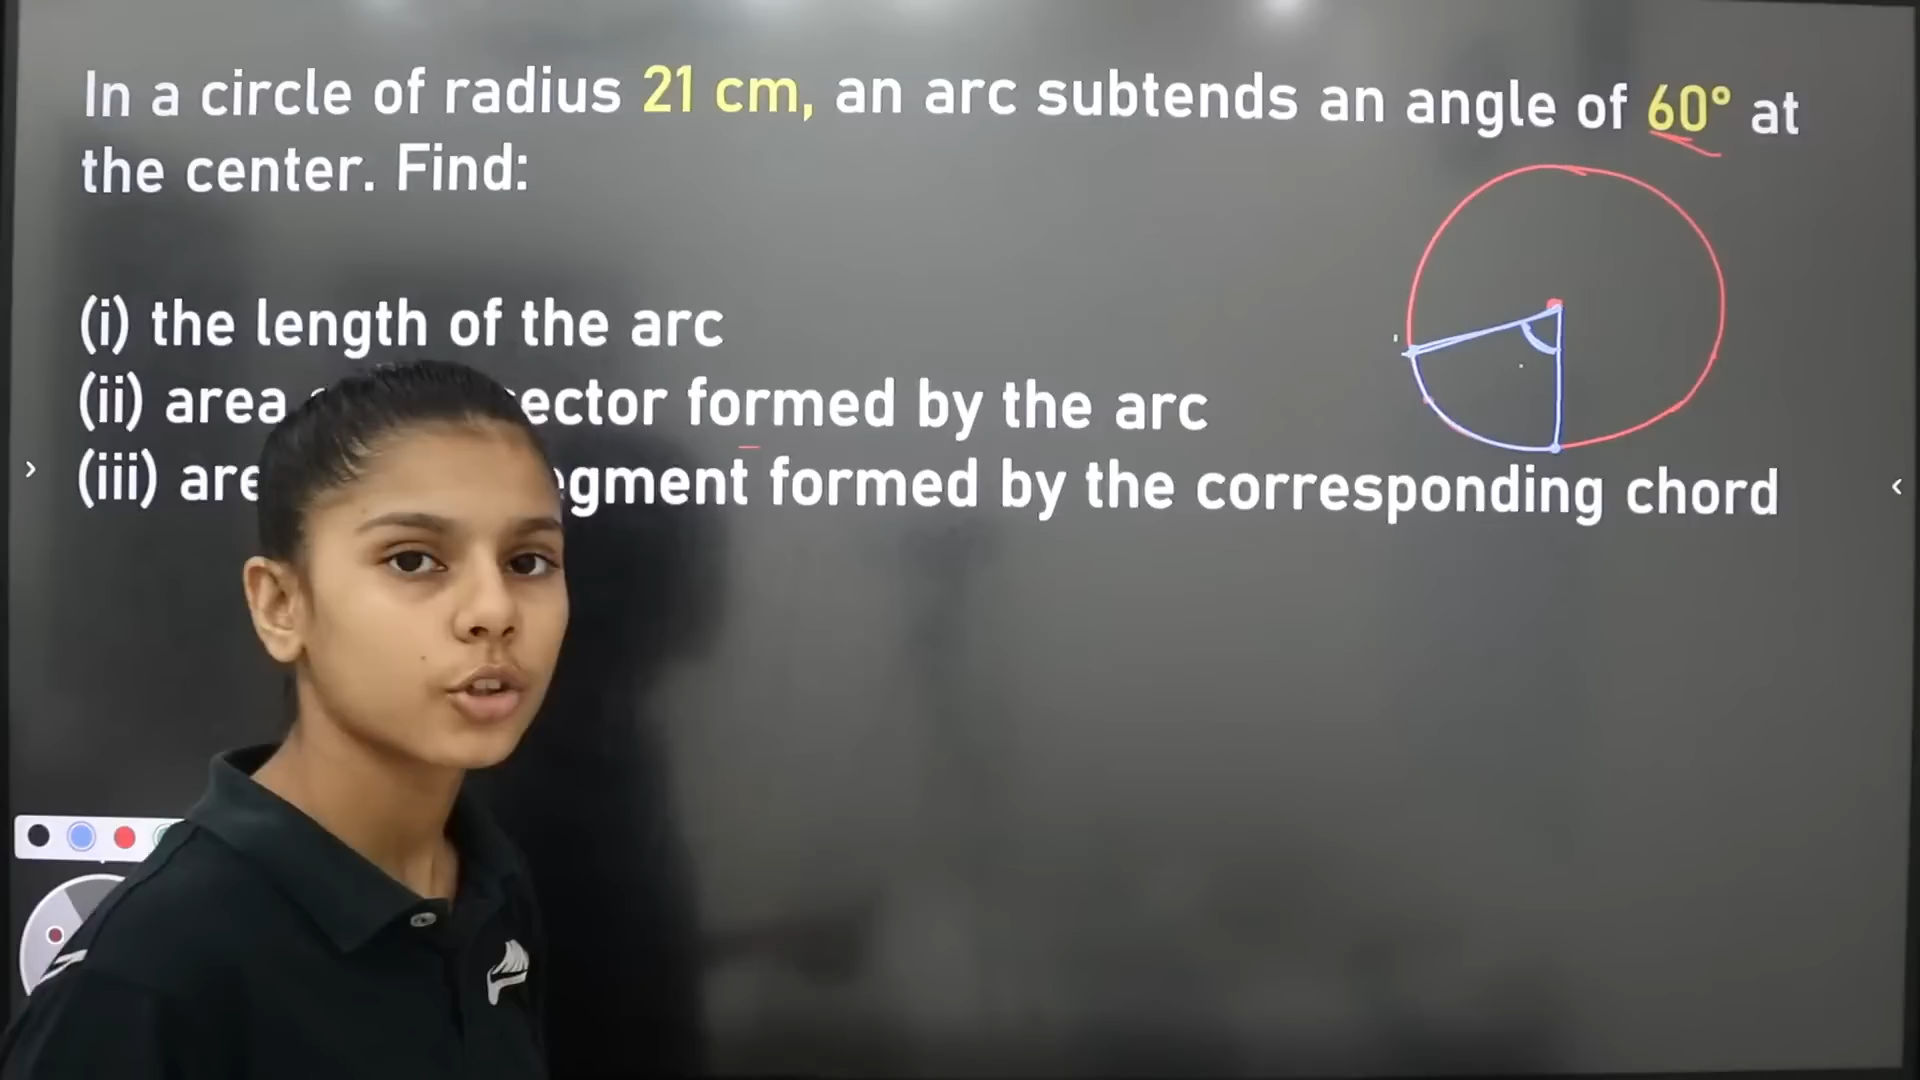 In a circle of radius 21 cm, an arc subtends an angle of 60° at
the center. Find:
(i) the length of the arc
(ii) area ector formed by the arc
(iii) are egment formed by the corresponding chord